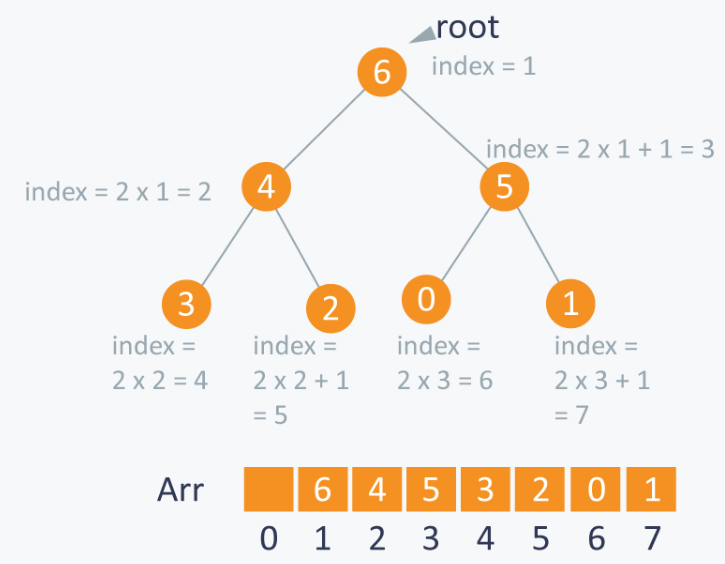 root
6
index = 1
index = 2 x 1 + 1 = 3
index = 2 x 1 = 2
4
5
3
2
0
1
index =
2 x 2 = 4
index =
2 x 2 + 1
= 5
index =
2 x 3 = 6
index =
2 x 3 + 1
= 7
Arr 6 4 5 3 2 0 1
0 1 2 3 4 5 6 7